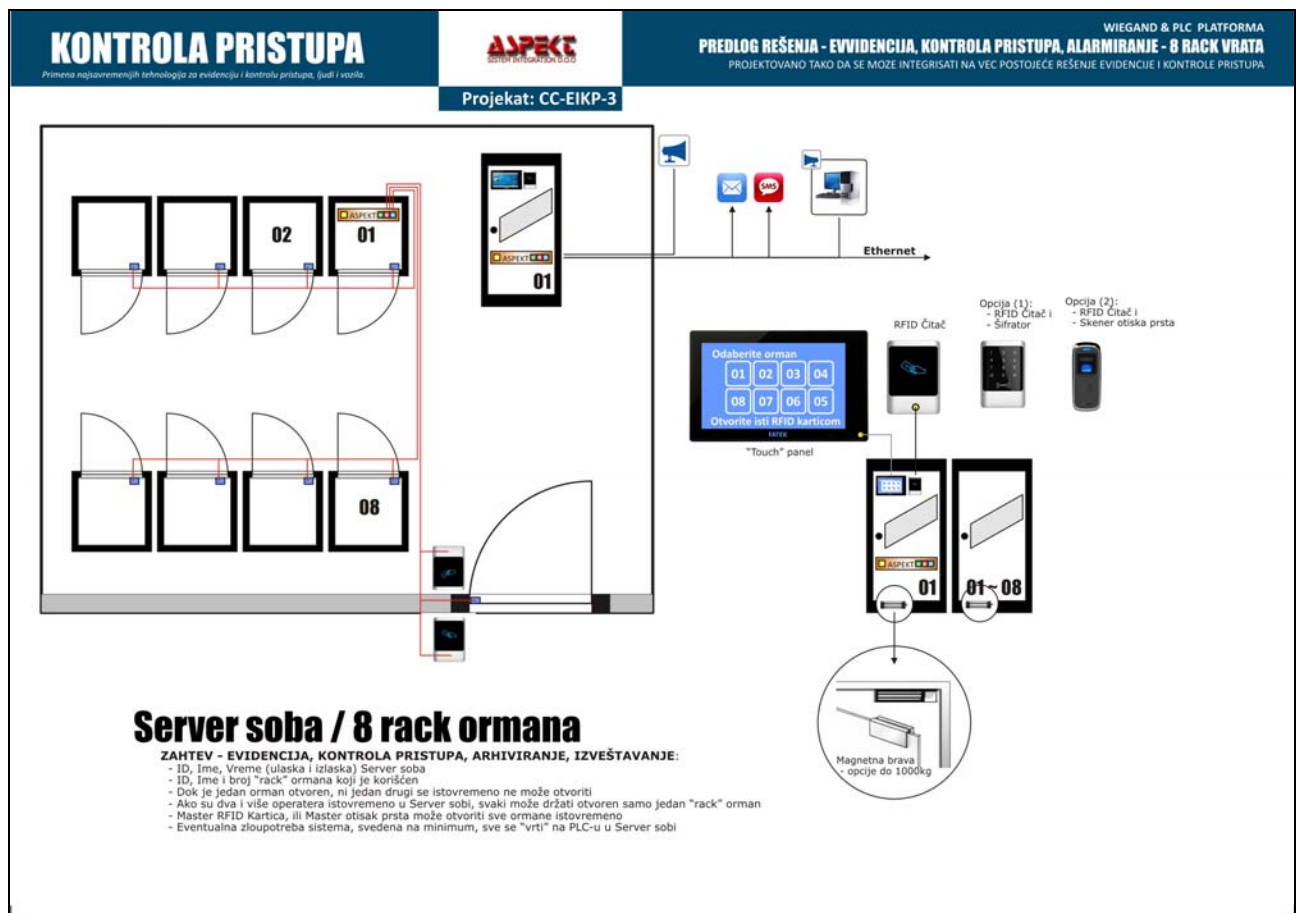 KONTROLA PRISTUPA
Primena najsavremenijih tehnologija za evidenciju i kontrolu pristupa, ljudi i vozila.
ASPEKT
SISTEM INTEGRATION D.O.O
Projekat: CC-EIKP-3
WIEGAND & PLC PLATFORMA
PREDLOG REŠENJA - EVVIDENCIJA, KONTROLA PRISTUPA, ALARMIRANJE - 8 RACK VRATA
PROJEKTOVANO TAKO DA SE MOZE INTEGRISATI NA VEC POSTOJEĆE REŠENJE EVIDENCIJE I KONTROLE PRISTUPA
02
ASPEKT
01
ASPEKT
01
SMS
Ethernet
08
Odaberite orman
01 02 03 04
08 07 06 05
Otvorite isti RFID karticom
FATEK
"Touch" panel
RFID Čitač
Opcija (1):
- RFID Čitač i
- Šifrator
Opcija (2):
- RFID Čitač i
- Skener otiska prsta
ASPEKT
01
01 ~ 08
Magnetna brava
- opcije do 1000kg
Server soba / 8 rack ormana
ZAHTEV - EVIDENCIJA, KONTROLA PRISTUPA, ARHIVIRANJE, IZVEŠTAVANJE:
- ID, Ime, Vreme (ulaska i izlaska) Server soba
- ID, Ime i broj "rack" ormana koji je korišćen
- Dok je jedan orman otvoren, ni jedan drugi se istovremeno ne može otvoriti
- Ako su dva i više operatera istovremeno u Server sobi, svaki može držati otvoren samo jedan "rack" orman
- Master RFID Kartica, ili Master otisak prsta može otvoriti sve ormane istovremeno
- Eventualna zloupotreba sistema, svedena na minimum, sve se "vrti" na PLC-u u Server sobi